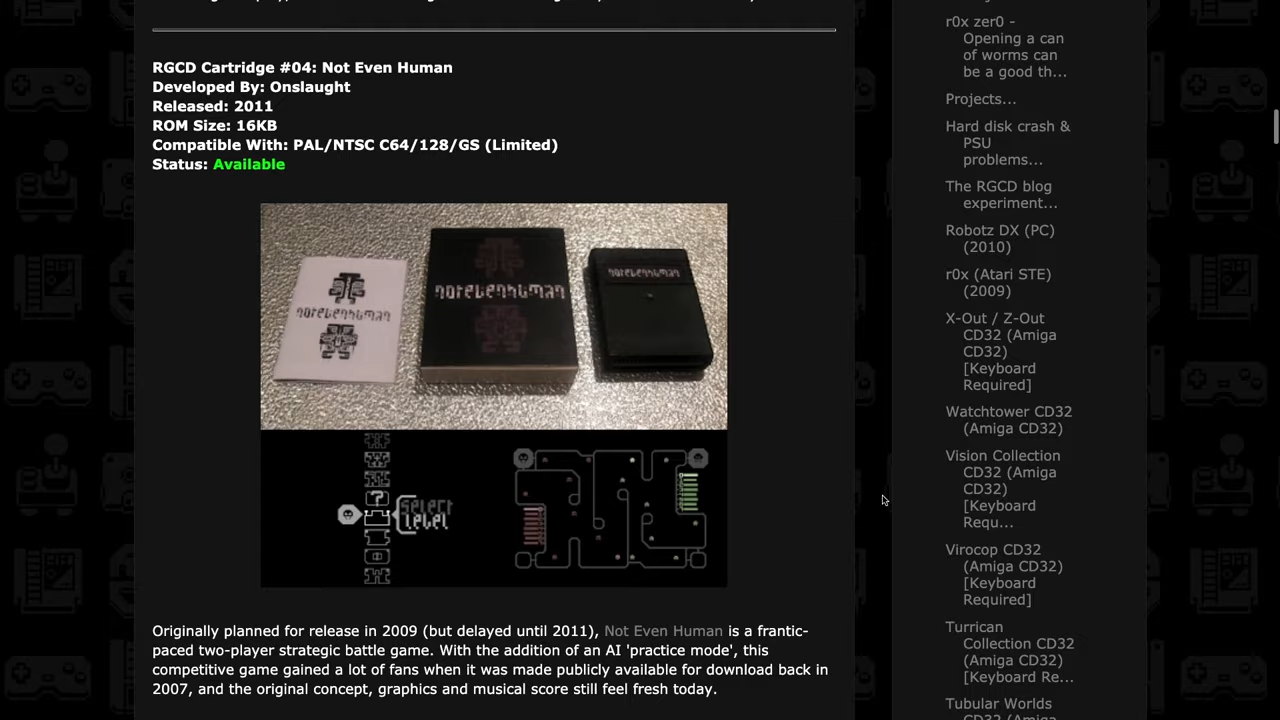 RGCD Cartridge #04: Not Even Human
Developed By: Onslaught
Released: 2011
ROM Size: 16KB
Compatible With: PAL/NTSC C64/128/GS (Limited)
Status: Available
notevenhuman
notevenhuman
notevenhuman
select
level
Originally planned for release in 2009 (but delayed until 2011), Not Even Human is a frantic-
paced two-player strategic battle game. With the addition of an AI 'practice mode', this
competitive game gained a lot of fans when it was made publicly available for download back in
2007, and the original concept, graphics and musical score still feel fresh today.
r0x zer0 -
Opening a can
of worms can
be a good th...
Projects...
Hard disk crash &
PSU
problems...
The RGCD blog
experiment...
Robotz DX (PC)
(2010)
r0x (Atari STE)
(2009)
X-Out / Z-Out
CD32 (Amiga
CD32)
[Keyboard
Required]
Watchtower CD32
(Amiga CD32)
Vision Collection
CD32 (Amiga
CD32)
[Keyboard
Requ...
Virocop CD32
(Amiga CD32)
[Keyboard
Required]
Turrican
Collection CD32
(Amiga CD32)
[Keyboard Re...
Tubular Worlds
CD32 (Amiga